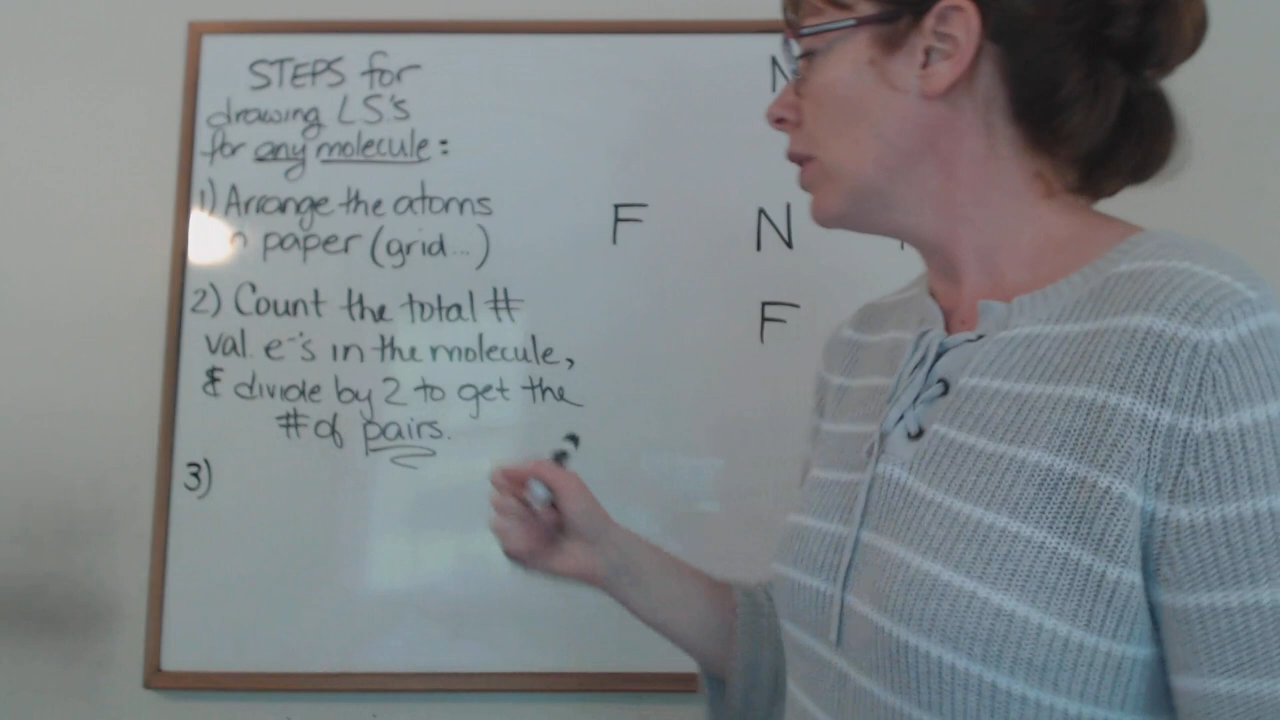 STEPS for
drawing LS's
for any molecule:
1) Arrange the atoms
paper (grid...)
2) Count the total #
val. e⁻'s in the molecule,
& divide by 2 to get the
# of pairs.
3)
N
F N
F